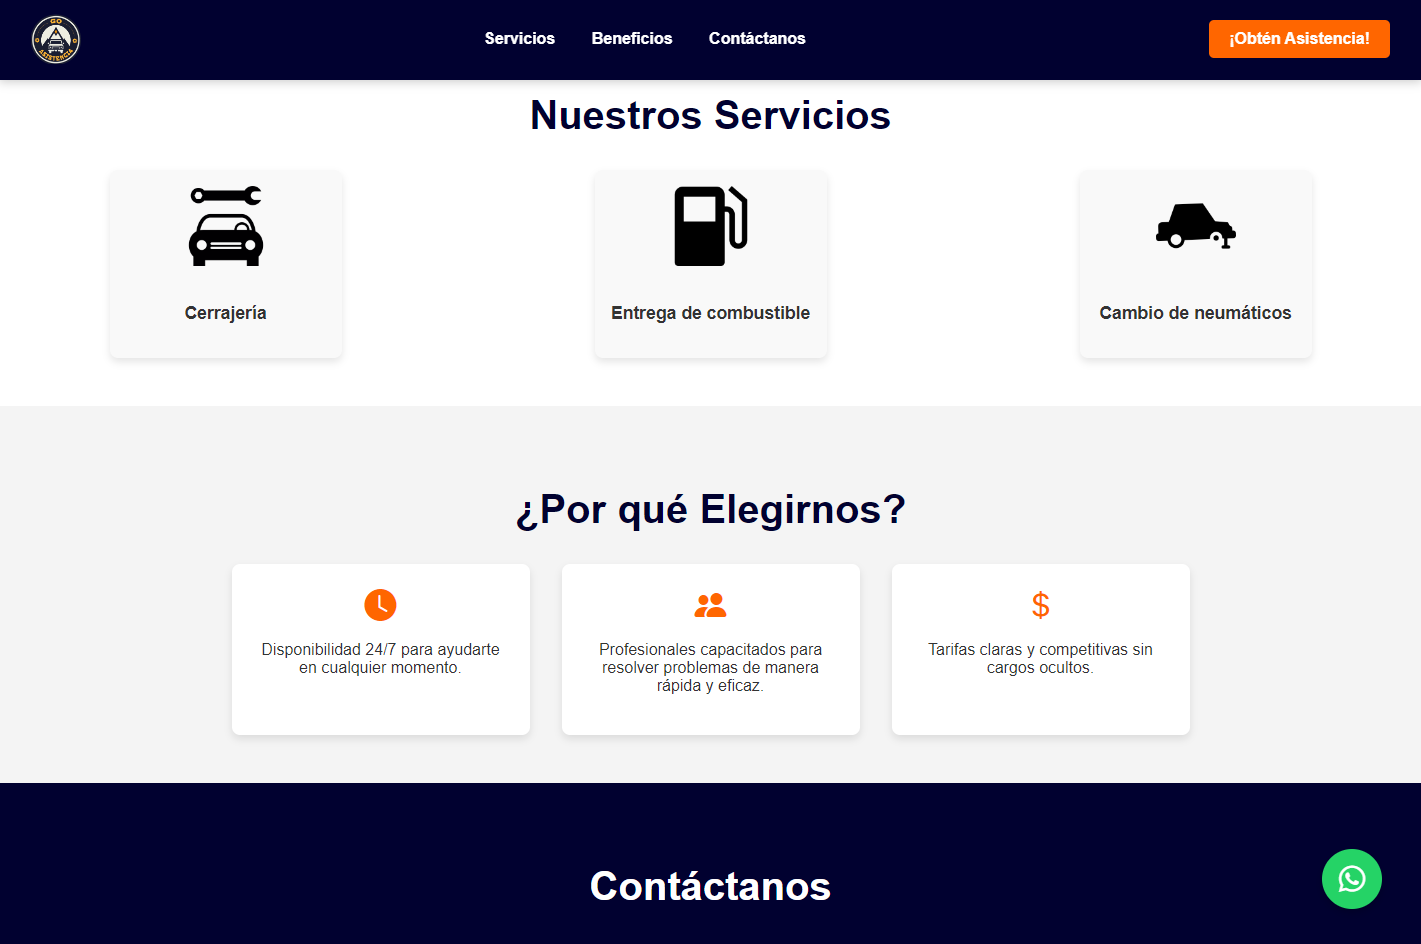 GO
ASISTENCIA
Servicios
Beneficios
Contáctanos
¡Obtén Asistencia!
Nuestros Servicios
Cerrajería
Entrega de combustible
Cambio de neumáticos
¿Por qué Elegirnos?
Disponibilidad 24/7 para ayudarte
en cualquier momento.
Profesionales capacitados para
resolver problemas de manera
rápida y eficaz.
$
Tarifas claras y competitivas sin
cargos ocultos.
Contáctanos